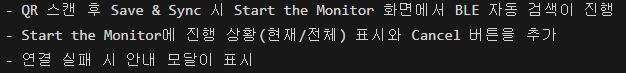 - QR 스캔 후 Save & Sync 시 Start the Monitor 화면에서 BLE 자동 검색이 진행
- Start the Monitor에 진행 상황(현재/전체) 표시와 Cancel 버튼을 추가
- 연결 실패 시 안내 모달이 표시